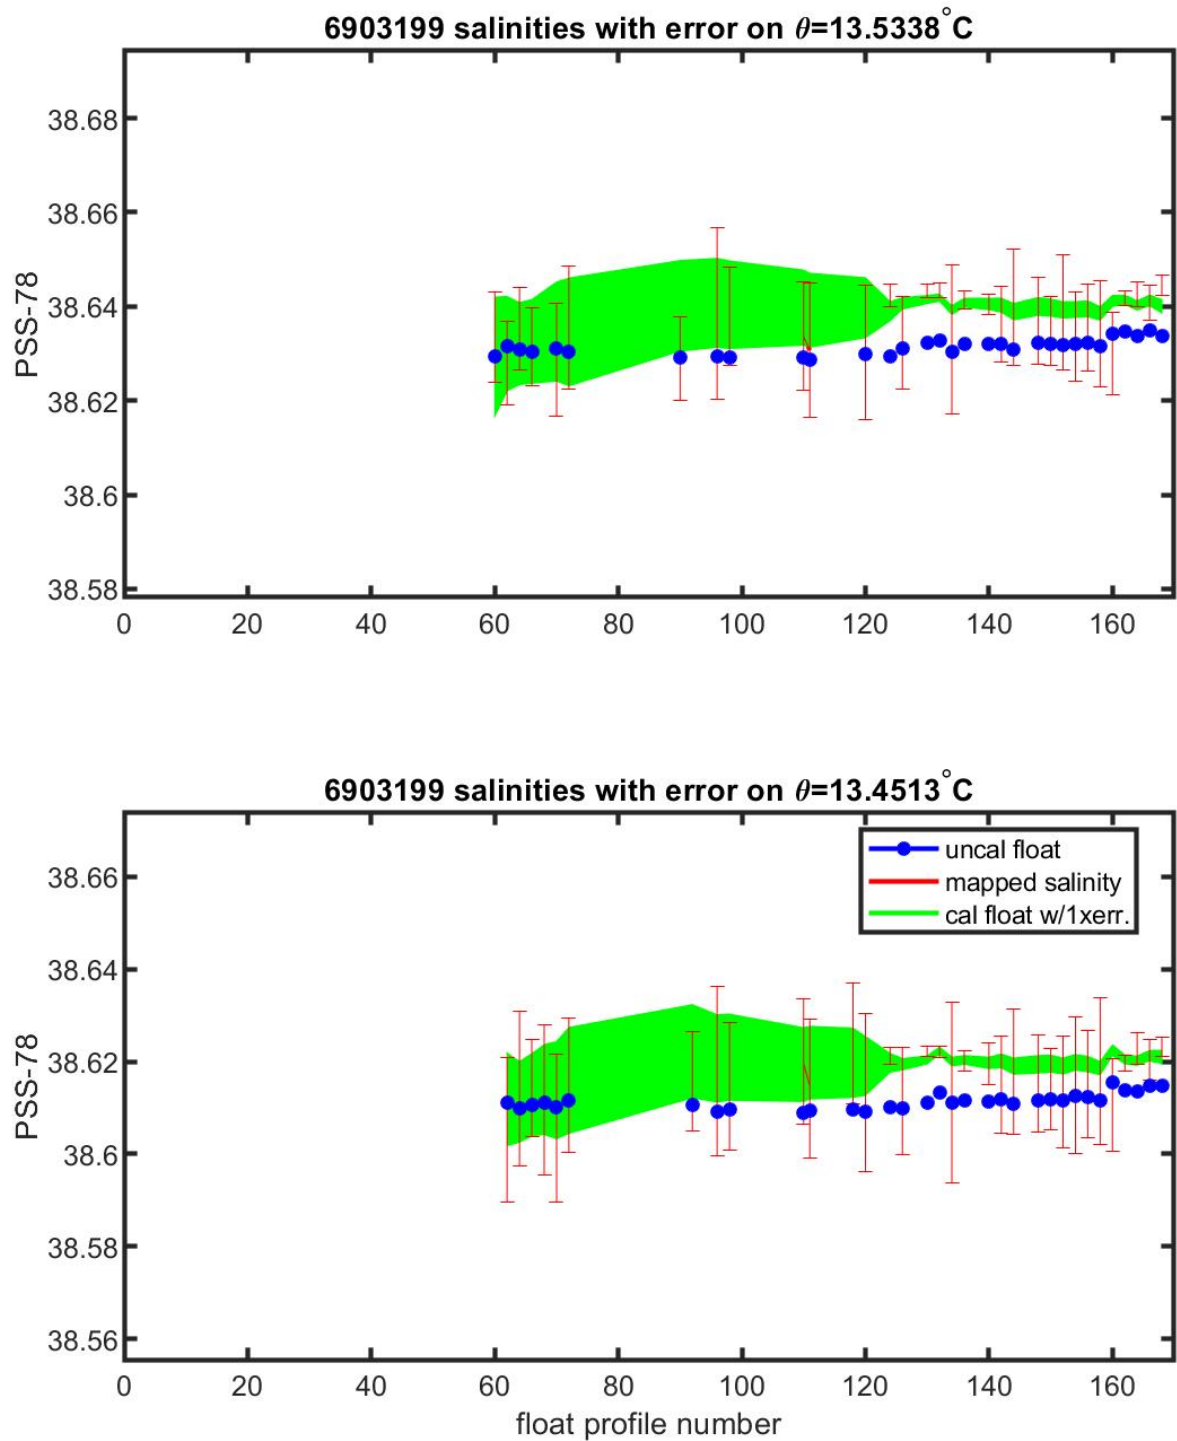 6903199 salinities with error on θ=13.5338°C
PSS-78
38.68
38.66
38.64
38.62
38.6
38.58
0 20 40 60 80 100 120 140 160
6903199 salinities with error on θ=13.4513°C
PSS-78
38.66
38.64
38.62
38.6
38.58
38.56
uncal float
mapped salinity
cal float w/1xerr.
0 20 40 60 80 100 120 140 160
float profile number